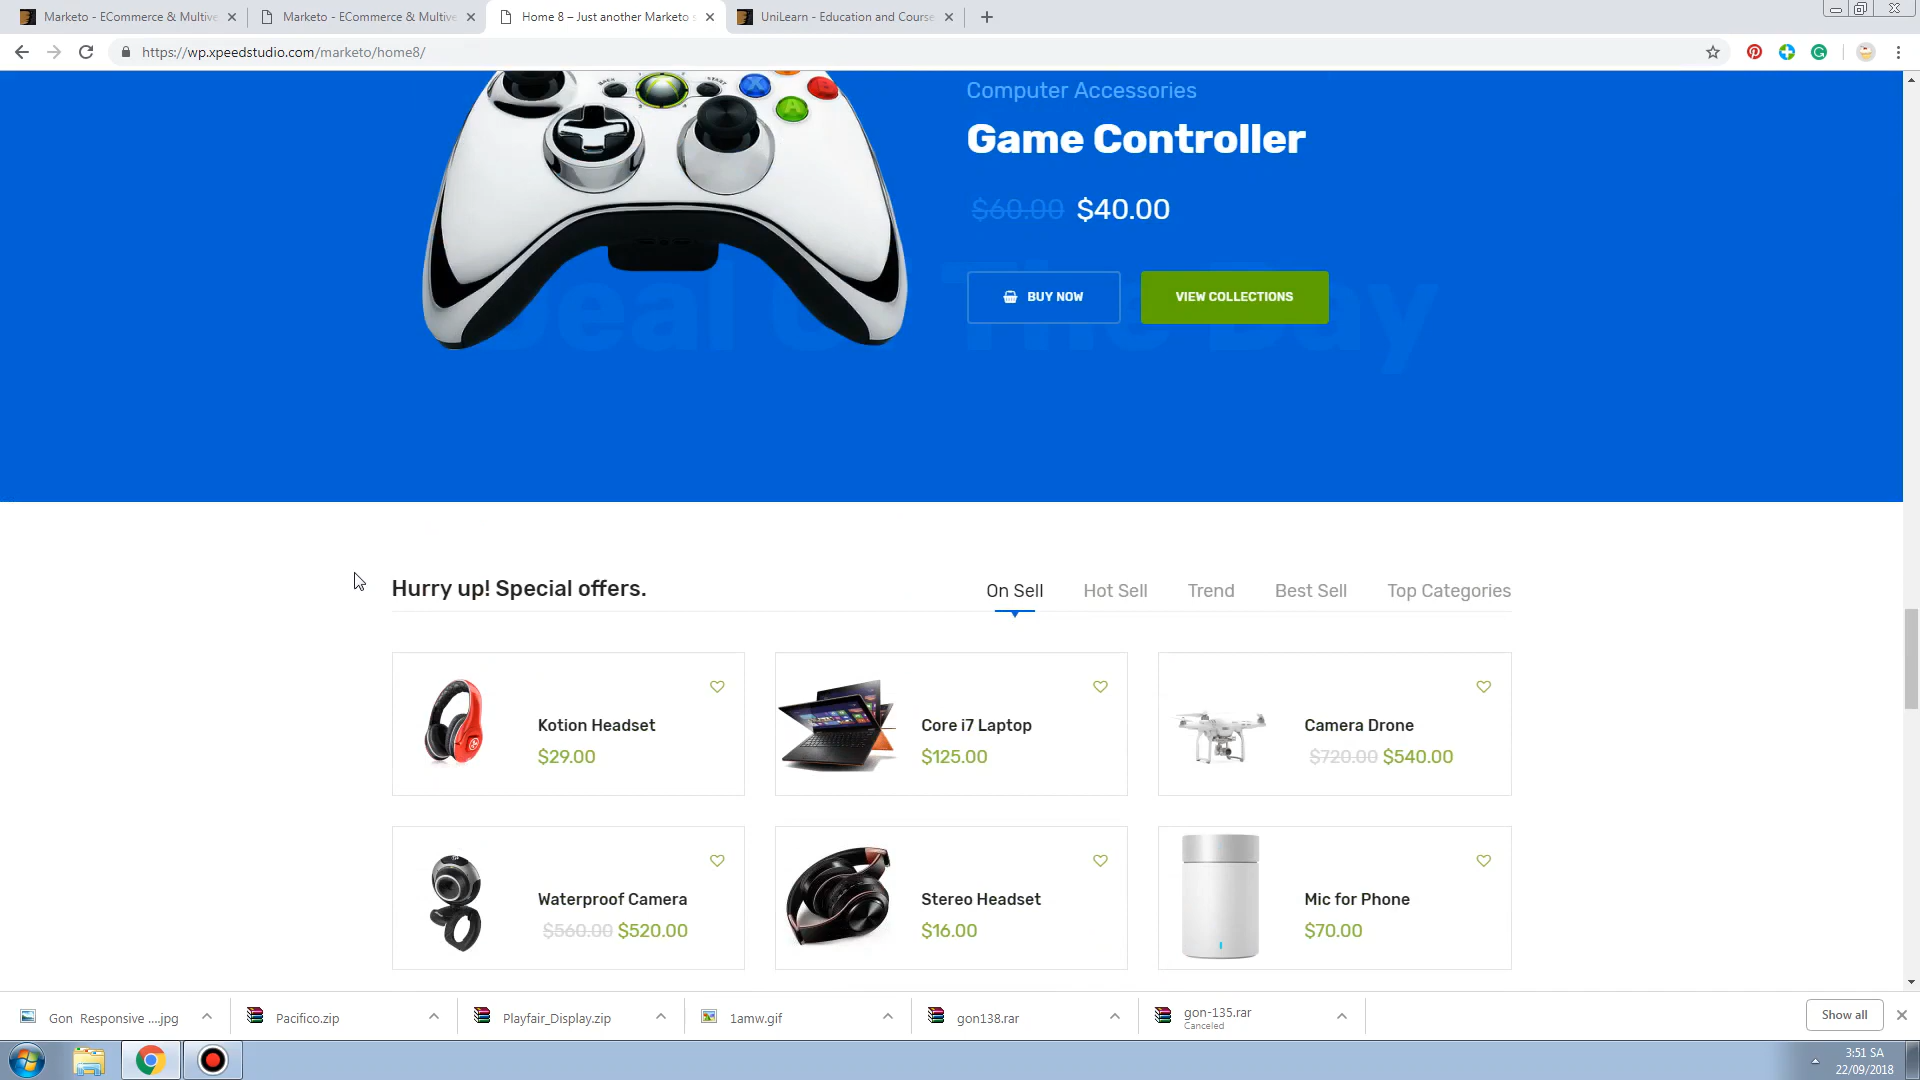 Marketo - ECommerce & Multive
Marketo - ECommerce & Multive
Home 8 – Just another Marketo s
UniLearn - Education and Course
https://wp.xpeedstudio.com/marketo/home8/
Computer Accessories
Game Controller
$60.00 $40.00
Deal Of The Day
BUY NOW
VIEW COLLECTIONS
Hurry up! Special offers.
On Sell
Hot Sell
Trend
Best Sell
Top Categories
Kotion Headset
$29.00
Core i7 Laptop
$125.00
Camera Drone
$720.00 $540.00
Waterproof Camera
$560.00 $520.00
Stereo Headset
$16.00
Mic for Phone
$70.00
Gon Responsive ....jpg
Pacifico.zip
Playfair_Display.zip
1amw.gif
gon138.rar
gon-135.rar
Canceled
Show all
3:51 SA
22/09/2018